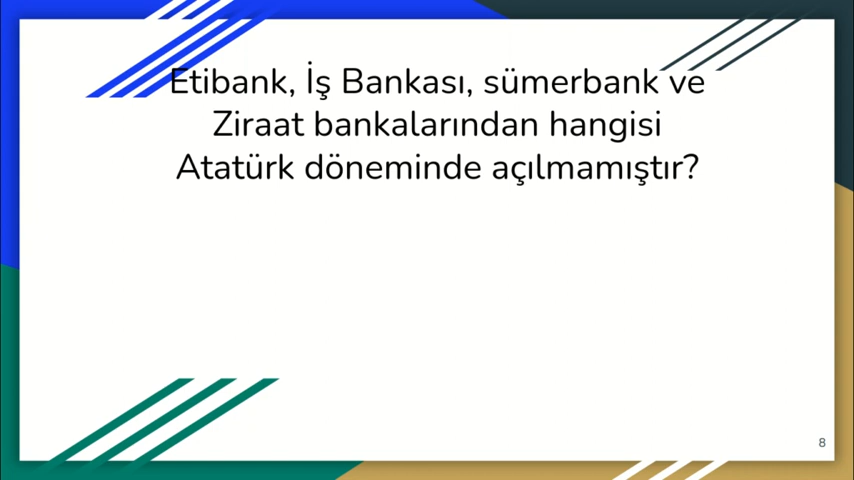 Etibank, İş Bankası, sümerbank ve
Ziraat bankalarından hangisi
Atatürk döneminde açılmamıştır?
8